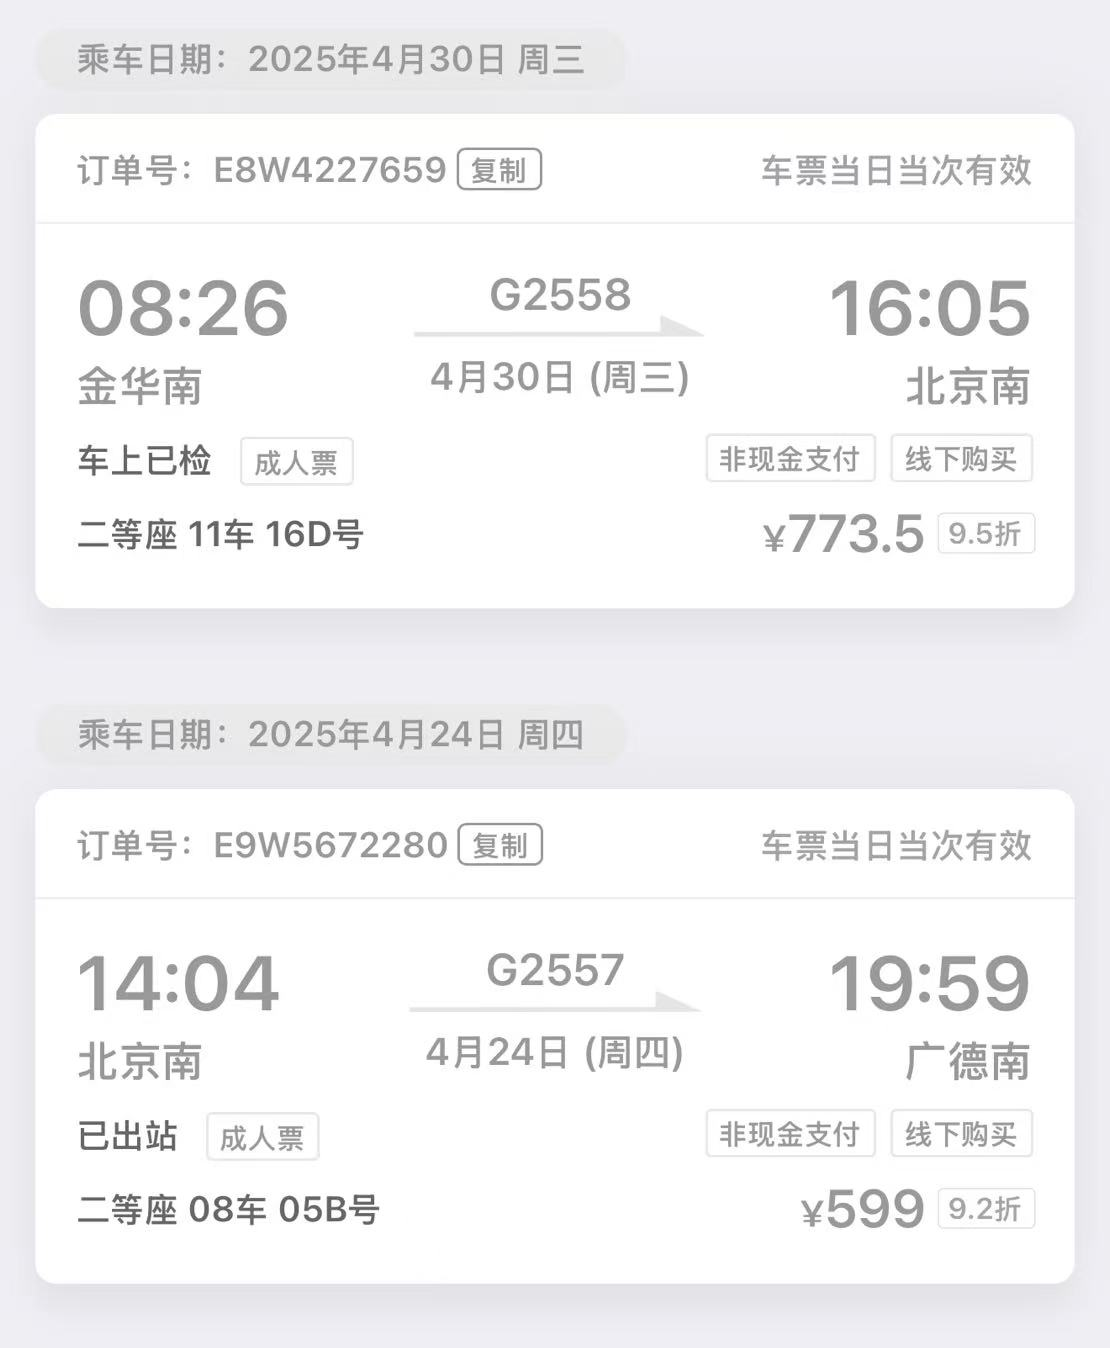 乘车日期：2025年4月30日 周三
订单号：E8W4227659 复制 车票当日当次有效
08:26 G2558 16:05
金华南 4月30日 (周三) 北京南
车上已检 成人票 非现金支付 线下购买
二等座 11车 16D号 ¥773.5 9.5折
乘车日期：2025年4月24日 周四
订单号：E9W5672280 复制 车票当日当次有效
14:04 G2557 19:59
北京南 4月24日 (周四) 广德南
已出站 成人票 非现金支付 线下购买
二等座 08车 05B号 ¥599 9.2折